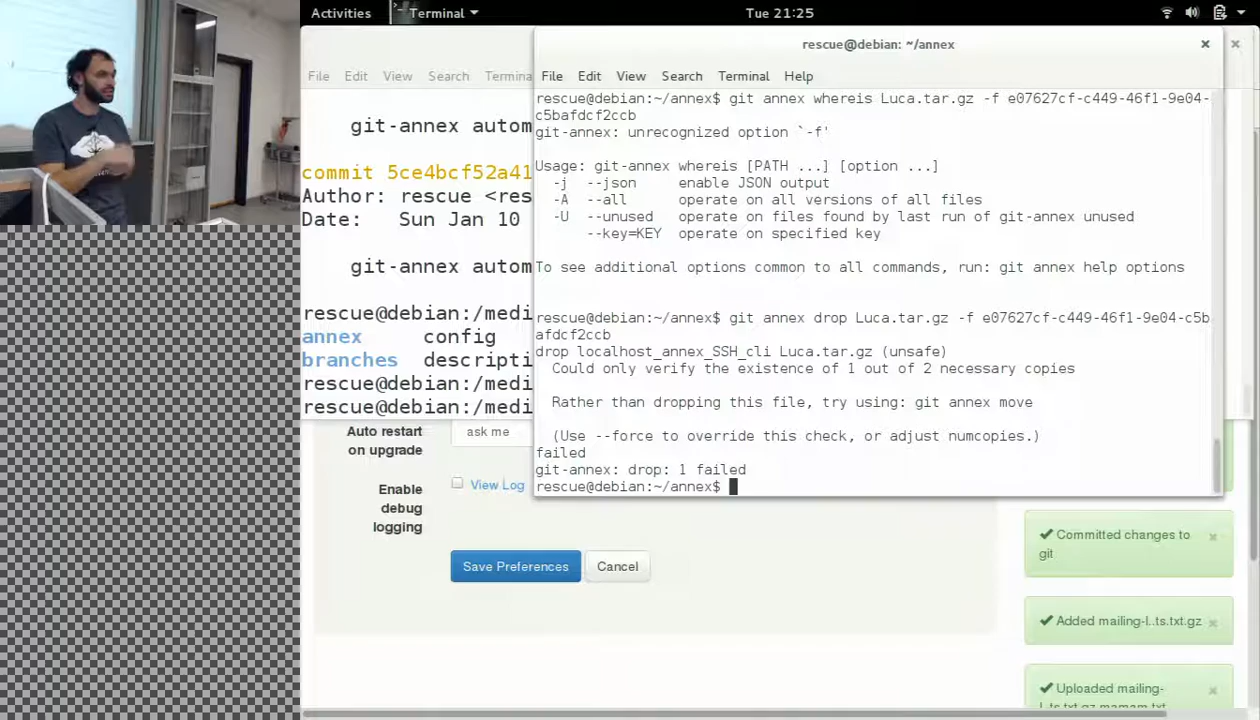 Activities
Terminal
Tue 21:25
rescue@debian: ~/annex
File Edit View Search Termina
File Edit View Search Terminal Help
git-annex autom
commit 5ce4bcf52a41
Author: rescue <res
Date: Sun Jan 10
git-annex autom
rescue@debian:/medi
annex config
branches descripti
rescue@debian:/medi
rescue@debian:/medi
rescue@debian:~/annex$ git annex whereis Luca.tar.gz -f e07627cf-c449-46f1-9e04-
c5bafdcf2ccb
git-annex: unrecognized option `-f'
Usage: git-annex whereis [PATH ...] [option ...]
-j --json enable JSON output
-A --all operate on all versions of all files
-U --unused operate on files found by last run of git-annex unused
--key=KEY operate on specified key
To see additional options common to all commands, run: git annex help options
rescue@debian:~/annex$ git annex drop Luca.tar.gz -f e07627cf-c449-46f1-9e04-c5b
afdcf2ccb
drop localhost_annex_SSH_cli Luca.tar.gz (unsafe)
Could only verify the existence of 1 out of 2 necessary copies
Rather than dropping this file, try using: git annex move
(Use --force to override this check, or adjust numcopies.)
failed
git-annex: drop: 1 failed
rescue@debian:~/annex$
Auto restart
on upgrade
ask me
Enable
debug
logging
View Log
Save Preferences
Cancel
Committed changes to
git
Added mailing-l..ts.txt.gz
Uploaded mailing-